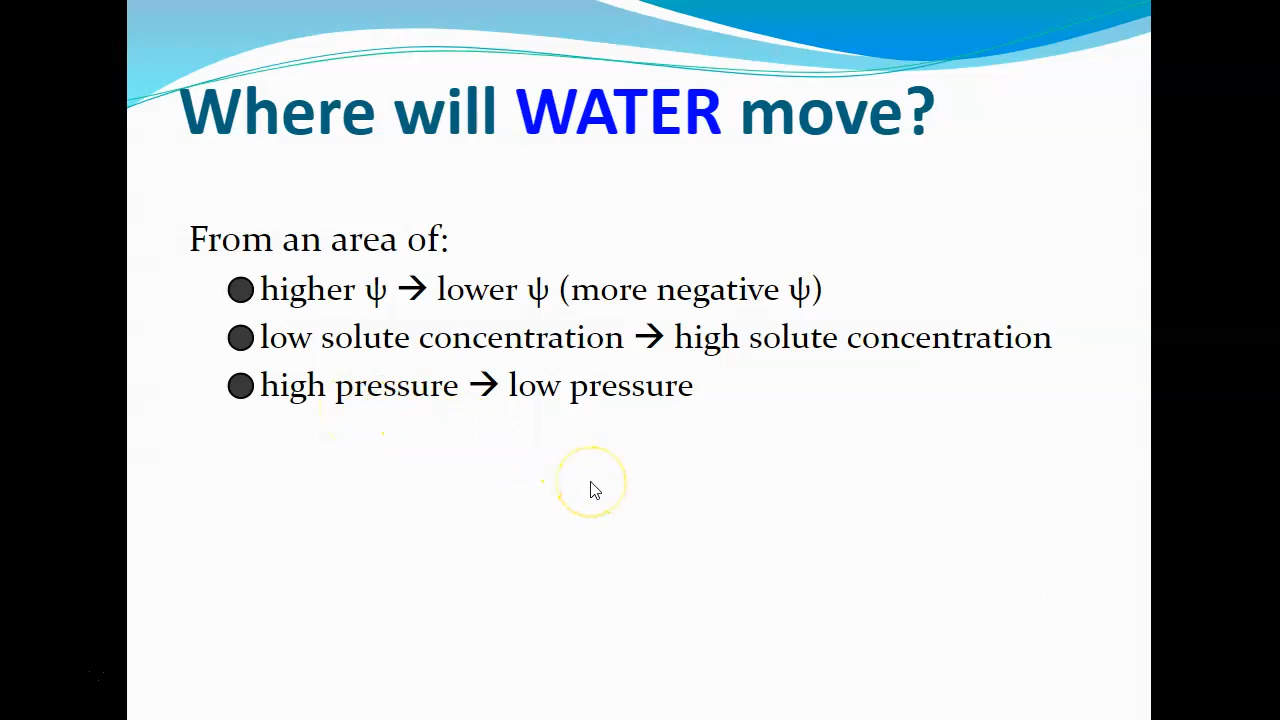 Where will WATER move?
From an area of:
● higher ψ → lower ψ (more negative ψ)
● low solute concentration → high solute concentration
● high pressure → low pressure